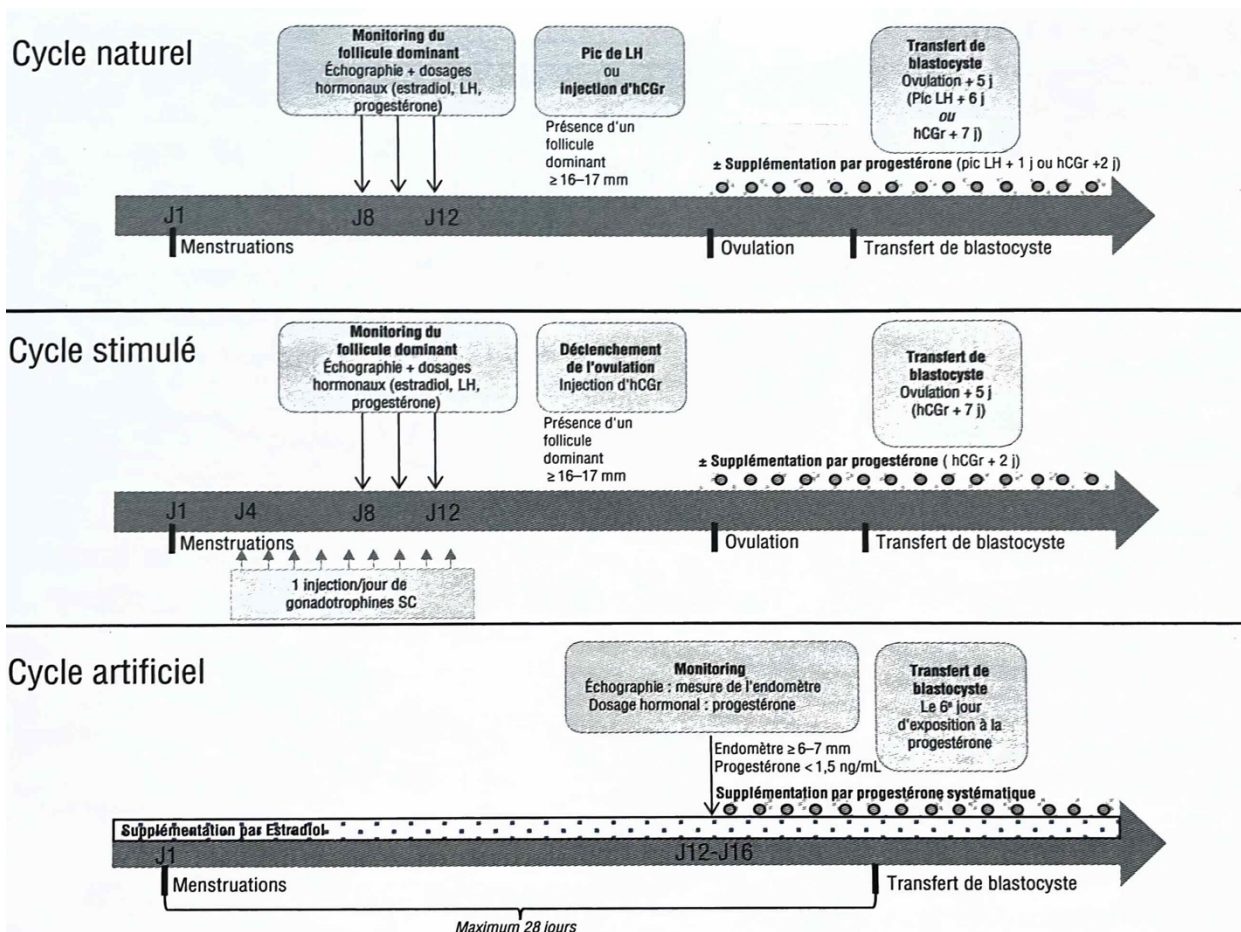 Cycle naturel
Monitoring du
follicule dominant
Échographie + dosages
hormonaux (estradiol, LH,
progestérone)
Pic de LH
ou
injection d'hCGr
Présence d'un
follicule
dominant
≥ 16–17 mm
Transfert de
blastocyste
Ovulation + 5 j
(Pic LH + 6 j
ou
hCGr + 7 j)
± Supplémentation par progestérone (pic LH + 1 j ou hCGr +2 j)
J1
J8
J12
Menstruations
Ovulation
Transfert de blastocyste
Cycle stimulé
Monitoring du
follicule dominant
Échographie + dosages
hormonaux (estradiol, LH,
progestérone)
Déclenchement
de l'ovulation
Injection d'hCGr
Présence d'un
follicule
dominant
≥ 16–17 mm
Transfert de
blastocyste
Ovulation + 5 j
(hCGr + 7 j)
± Supplémentation par progestérone ( hCGr + 2 j)
J1
J4
J8
J12
Menstruations
Ovulation
Transfert de blastocyste
1 injection/jour de
gonadotrophines SC
Cycle artificiel
Monitoring
Échographie : mesure de l'endomètre
Dosage hormonal : progestérone
Transfert de
blastocyste
Le 6e jour
d'exposition à la
progestérone
Endomètre ≥ 6–7 mm
Progestérone < 1,5 ng/mL
Supplémentation par progestérone systématique
Supplémentation par Estradiol
J1
J12-J16
Menstruations
Transfert de blastocyste
Maximum 28 jours